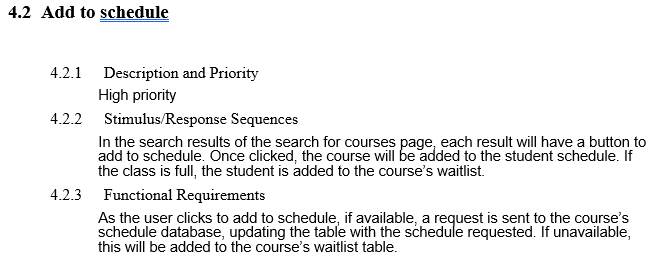 4.2 Add to schedule
4.2.1 Description and Priority
High priority
4.2.2 Stimulus/Response Sequences
In the search results of the search for courses page, each result will have a button to
add to schedule. Once clicked, the course will be added to the student schedule. If
the class is full, the student is added to the course's waitlist.
4.2.3 Functional Requirements
As the user clicks to add to schedule, if available, a request is sent to the course's
schedule database, updating the table with the schedule requested. If unavailable,
this will be added to the course's waitlist table.